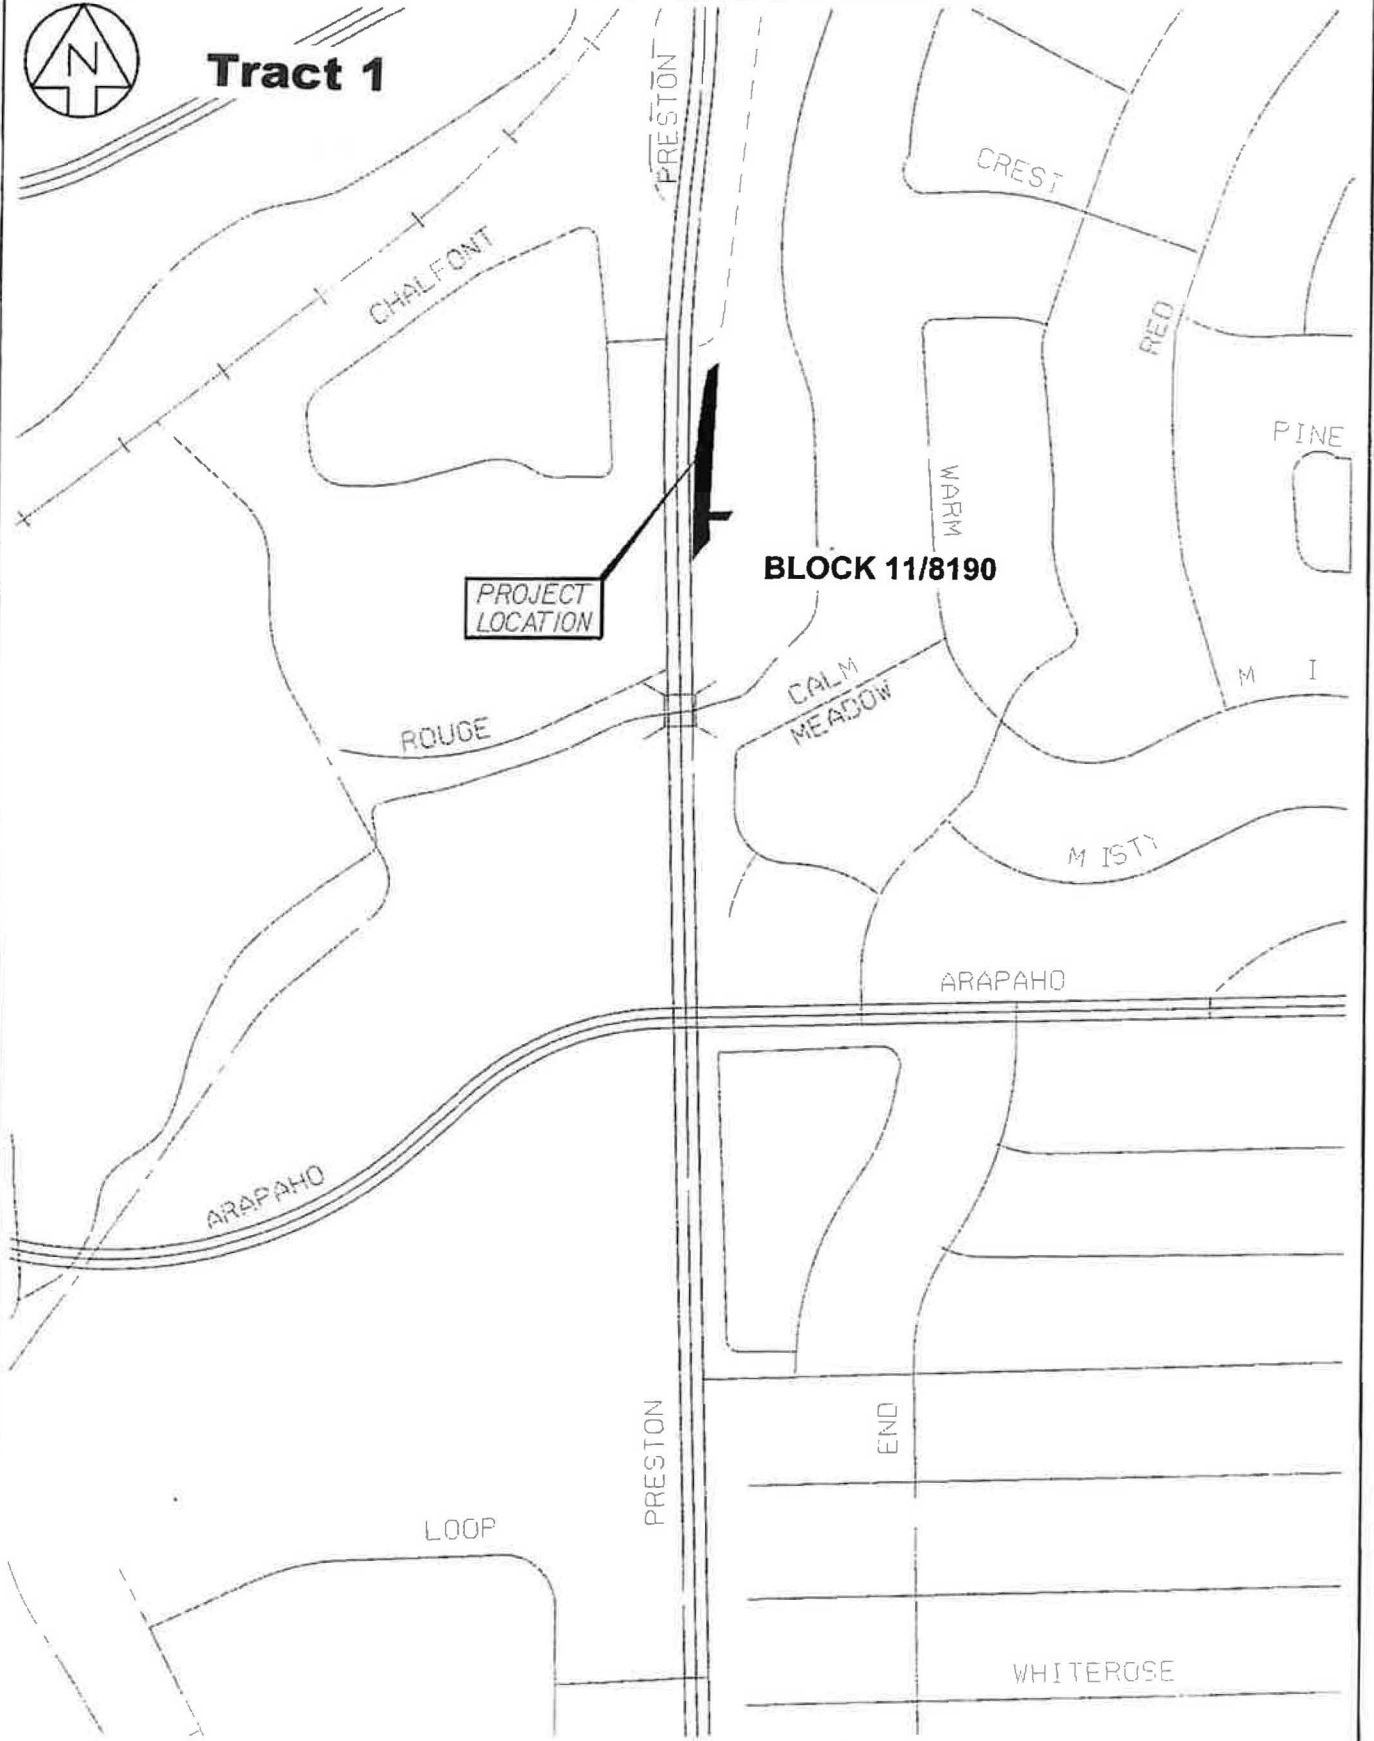 N
Tract 1
PRESTON
CREST
CHALFONT
RED
PINE
WARM
BLOCK 11/8190
PROJECT
LOCATION
CALM
MEADOW
M I
ROUGE
MISTY
ARAPAHO
ARAPAHO
PRESTON
END
LOOP
WHITEROSE
T